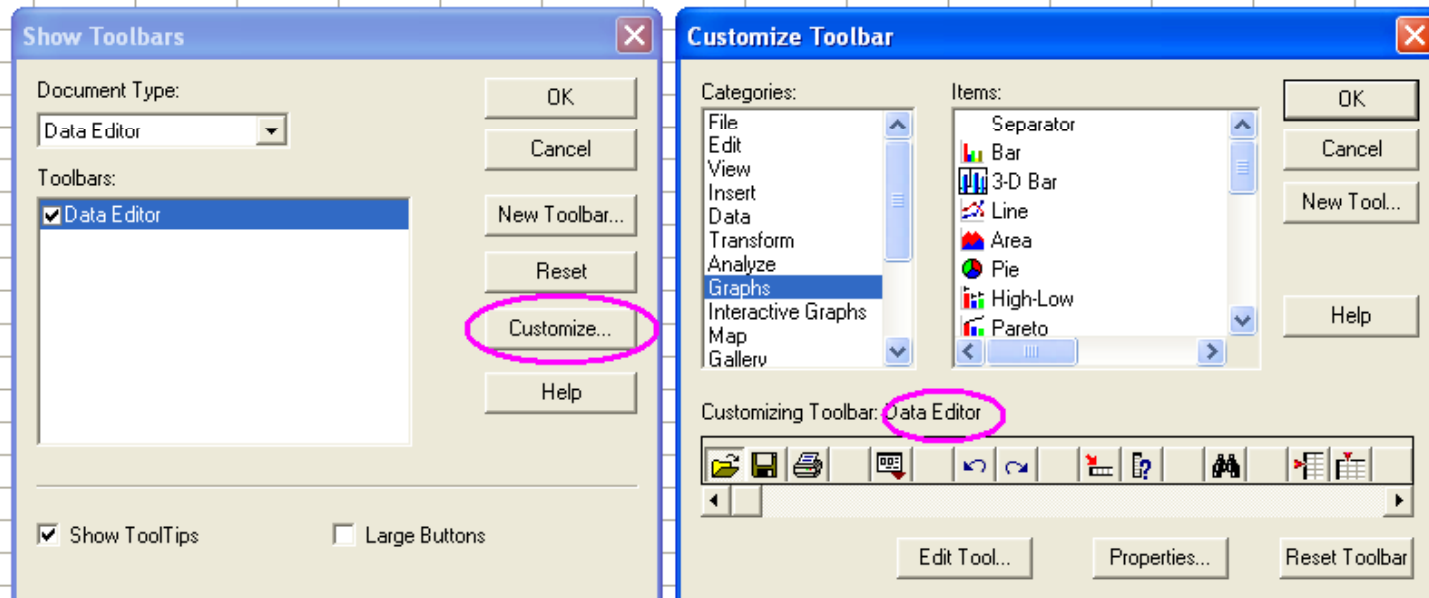 Show Toolbars
Document Type:
Data Editor
Toolbars:
Data Editor
OK
Cancel
New Toolbar...
Reset
Customize...
Help
Show ToolTips
Large Buttons
Customize Toolbar
Categories:
File
Edit
View
Insert
Data
Transform
Analyze
Graphs
Interactive Graphs
Map
Gallery
Items:
Separator
Bar
3-D Bar
Line
Area
Pie
High-Low
Pareto
OK
Cancel
New Tool...
Help
Customizing Toolbar: Data Editor
Edit Tool...
Properties...
Reset Toolbar